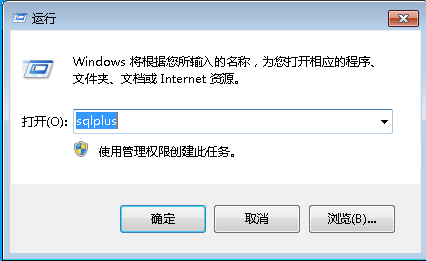 运行
Windows 将根据您所输入的名称，为您打开相应的程序、
文件夹、文档或 Internet 资源。
打开(O): sqlplus
使用管理权限创建此任务。
确定 取消 浏览(B)...